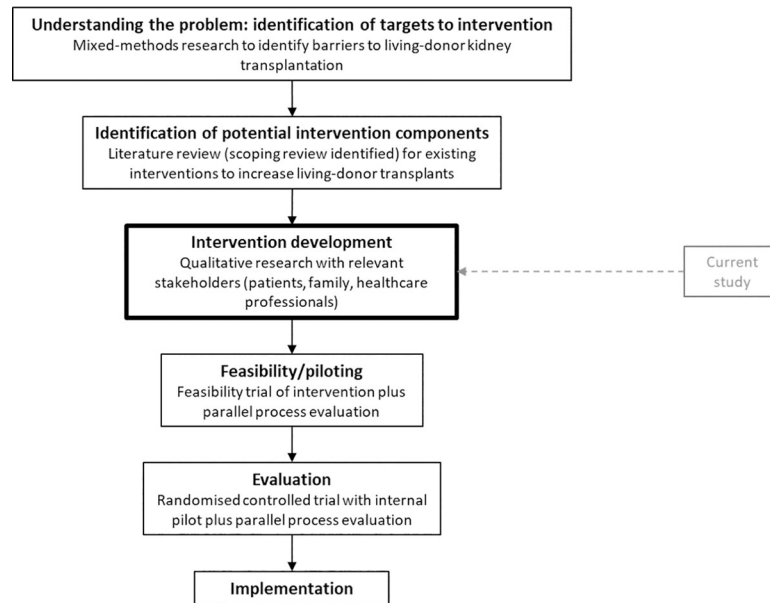 Understanding the problem: identification of targets to intervention
Mixed-methods research to identify barriers to living-donor kidney
transplantation
Identification of potential intervention components
Literature review (scoping review identified) for existing
interventions to increase living-donor transplants
Intervention development
Qualitative research with relevant
stakeholders (patients, family, healthcare
professionals)
Current
study
Feasibility/piloting
Feasibility trial of intervention plus
parallel process evaluation
Evaluation
Randomised controlled trial with internal
pilot plus parallel process evaluation
Implementation